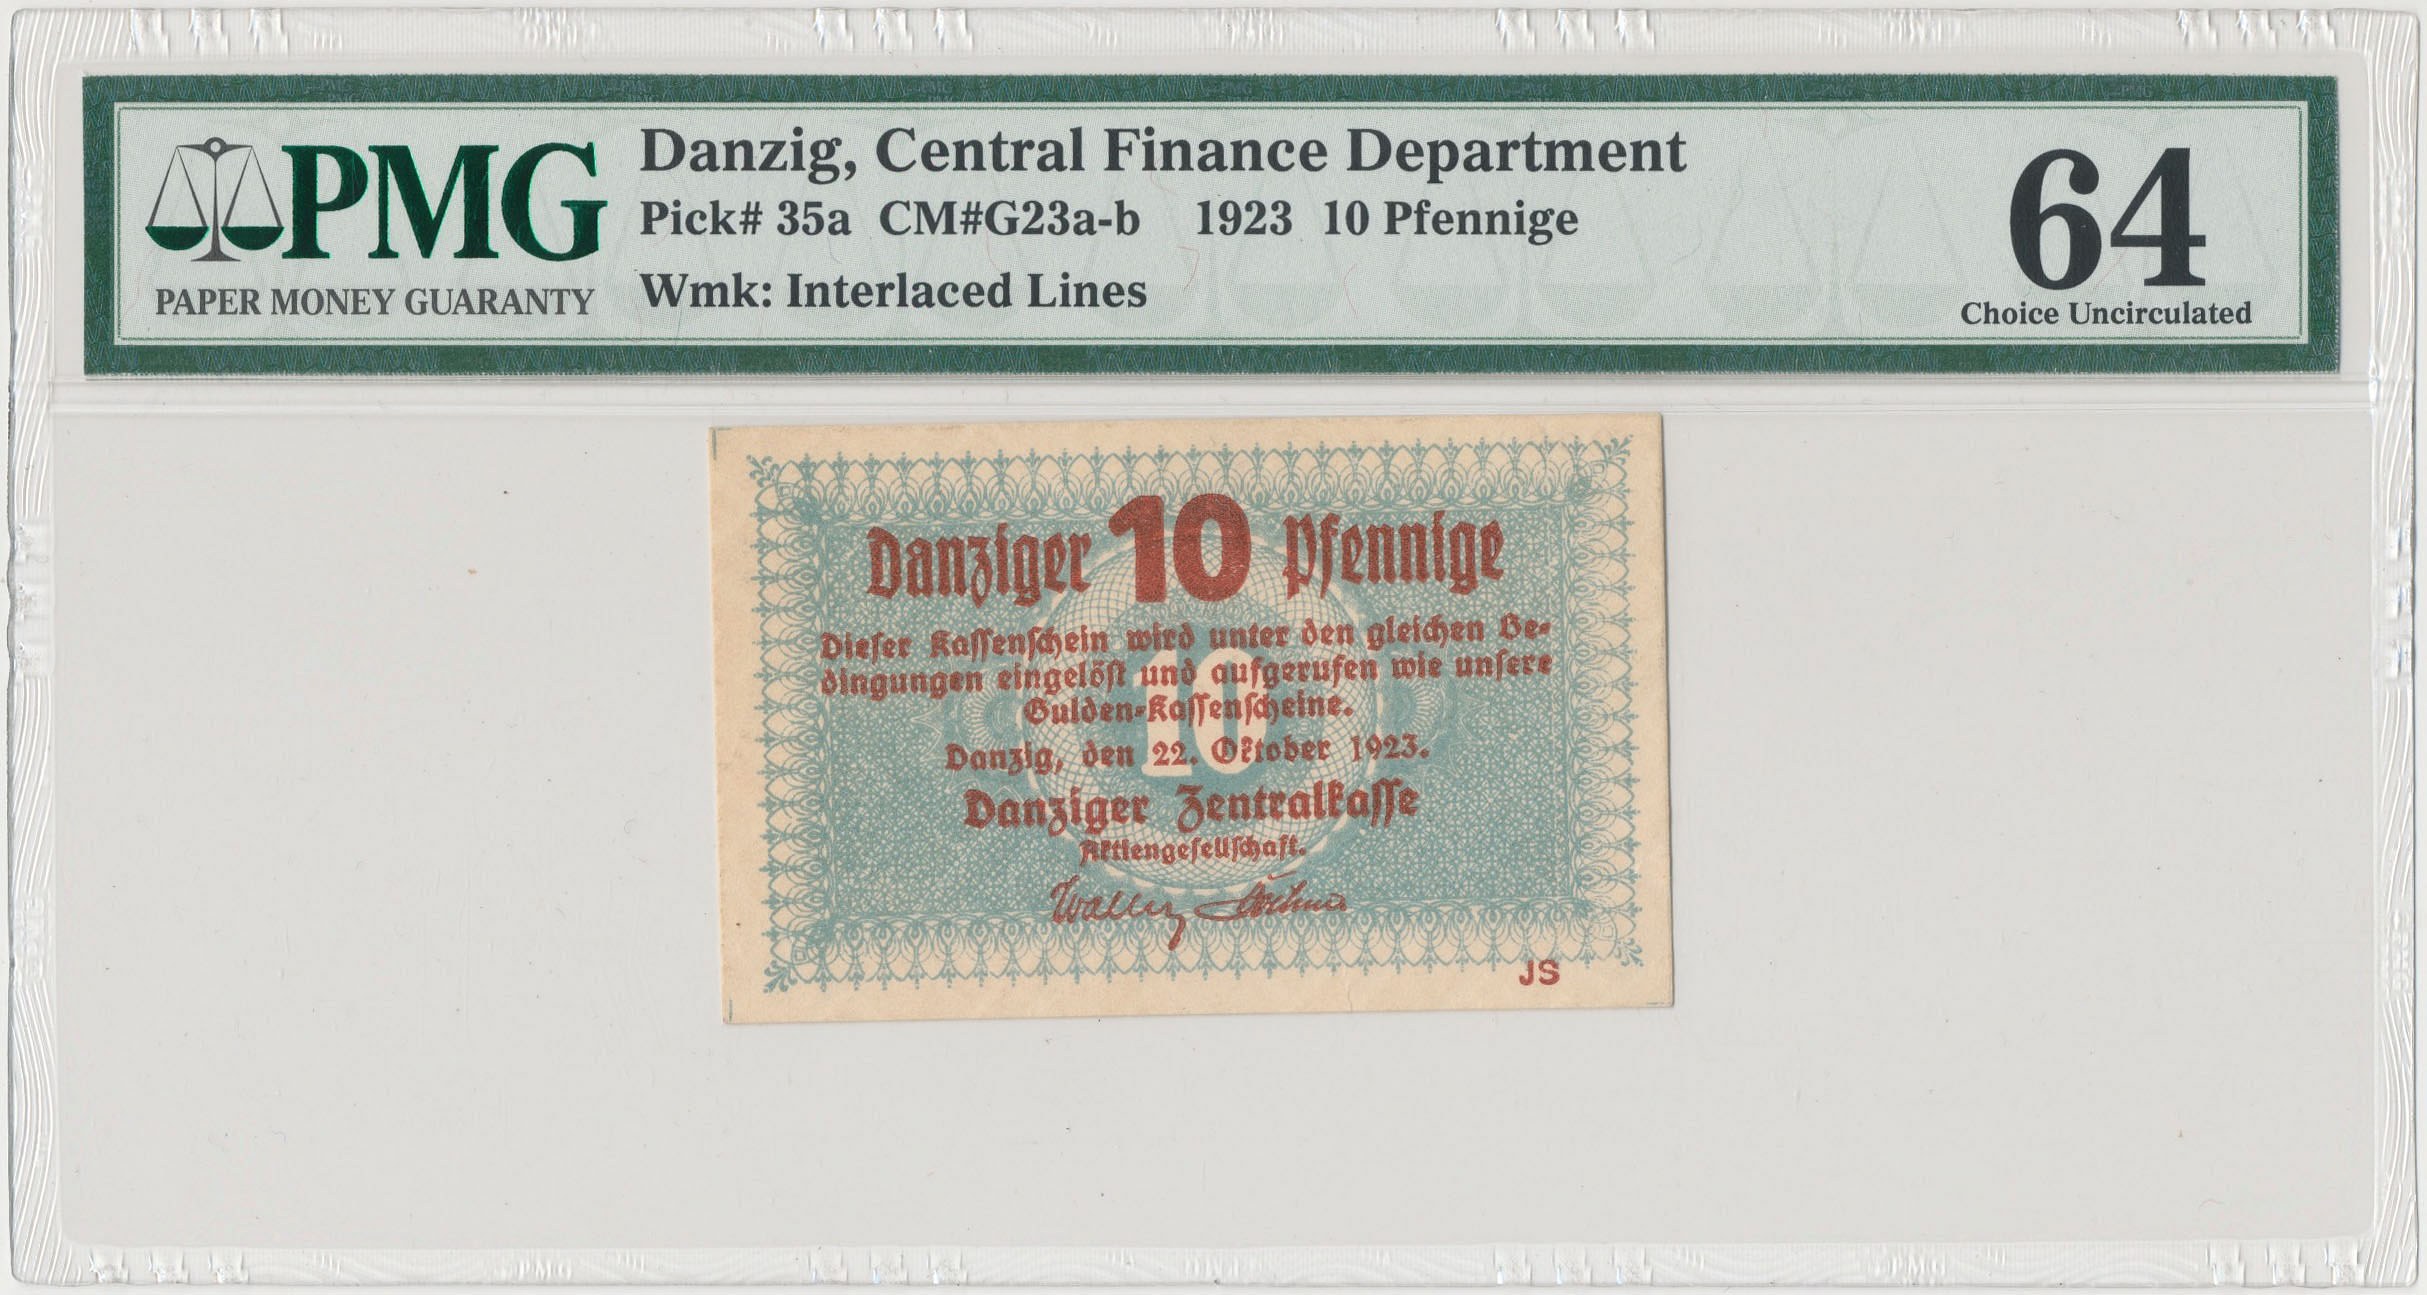 PMG
PAPER MONEY GUARANTY
Danzig, Central Finance Department
Pick# 35a CM#G23a-b 1923 10 Pfennige
Wmk: Interlaced Lines
64
Choice Uncirculated
Danziger 10 Pfennige
Dieser Kassenschein wird unter den gleichen Be-
dingungen eingelöst und aufgerufen wie unsere
Gulden-Kassenscheine.
10
Danzig, den 22. Oktober 1923.
Danziger Zentralkasse
Aktiengesellschaft.
JS